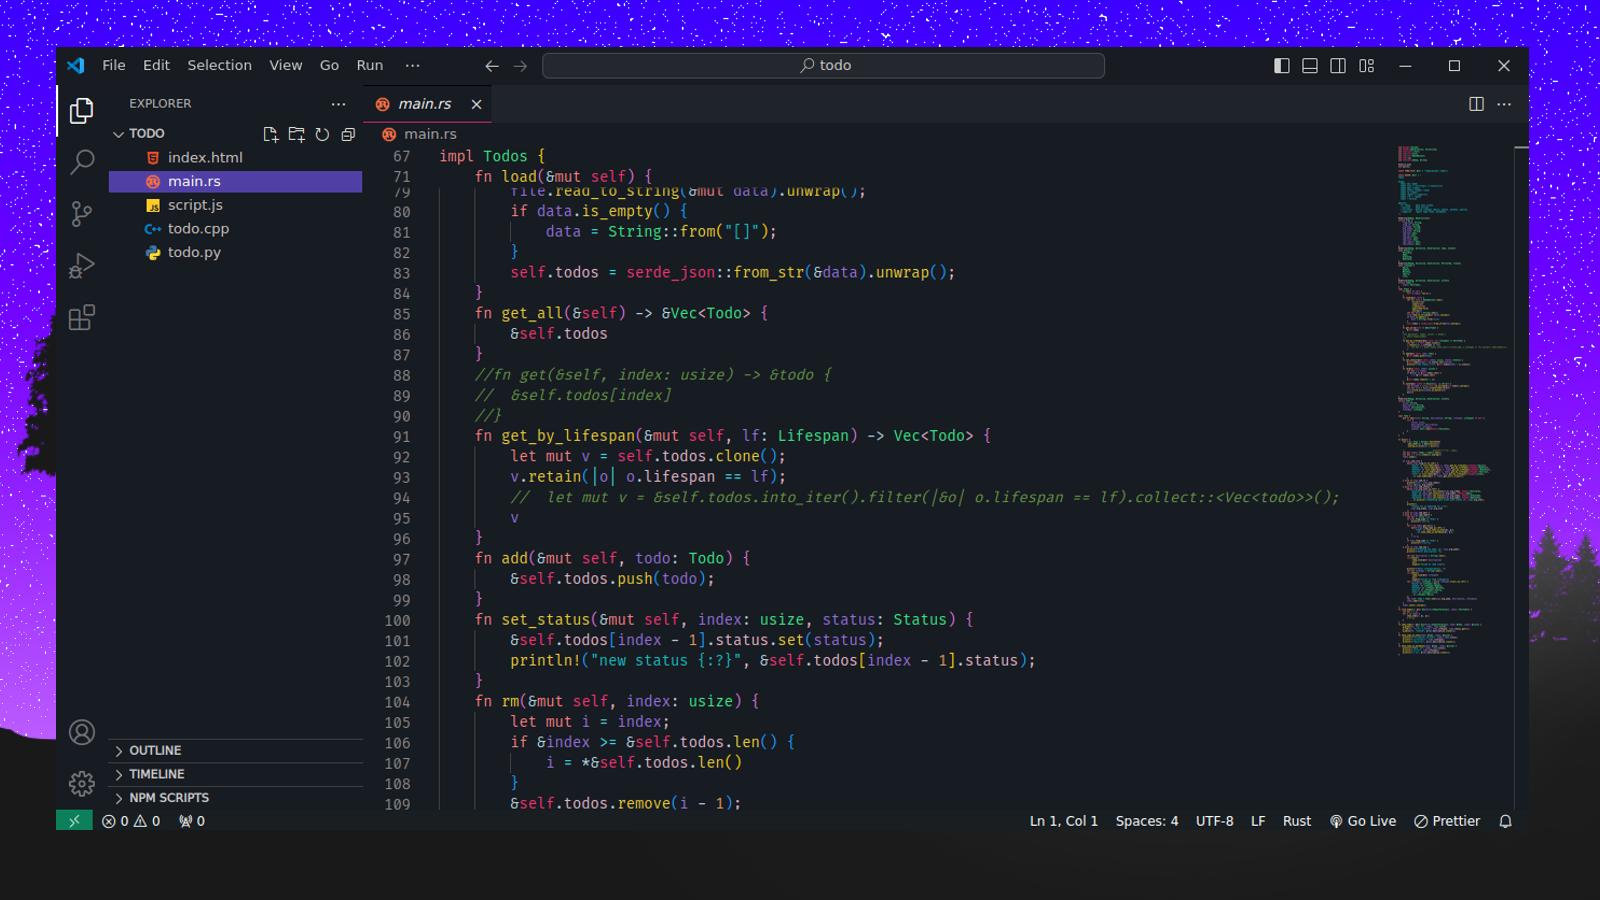 File Edit Selection View Go Run ··· todo
EXPLORER ···
TODO
index.html
main.rs
script.js
todo.cpp
todo.py
OUTLINE
TIMELINE
NPM SCRIPTS
main.rs
main.rs
67 impl Todos {
71 fn load(&mut self) {
79 file.read_to_string(&mut data).unwrap();
80 if data.is_empty() {
81 data = String::from("[]");
82 }
83 self.todos = serde_json::from_str(&data).unwrap();
84 }
85 fn get_all(&self) -> &Vec<Todo> {
86 &self.todos
87 }
88 //fn get(&self, index: usize) -> &todo {
89 //  &self.todos[index]
90 //}
91 fn get_by_lifespan(&mut self, lf: Lifespan) -> Vec<Todo> {
92 let mut v = self.todos.clone();
93 v.retain(|o| o.lifespan == lf);
94 //  let mut v = &self.todos.into_iter().filter(|&o| o.lifespan == lf).collect::<Vec<todo>>();
95 v
96 }
97 fn add(&mut self, todo: Todo) {
98 &self.todos.push(todo);
99 }
100 fn set_status(&mut self, index: usize, status: Status) {
101 &self.todos[index - 1].status.set(status);
102 println!("new status {:?}", &self.todos[index - 1].status);
103 }
104 fn rm(&mut self, index: usize) {
105 let mut i = index;
106 if &index >= &self.todos.len() {
107 i = *&self.todos.len()
108 }
109 &self.todos.remove(i - 1);
0 0 0 Ln 1, Col 1 Spaces: 4 UTF-8 LF Rust Go Live Prettier